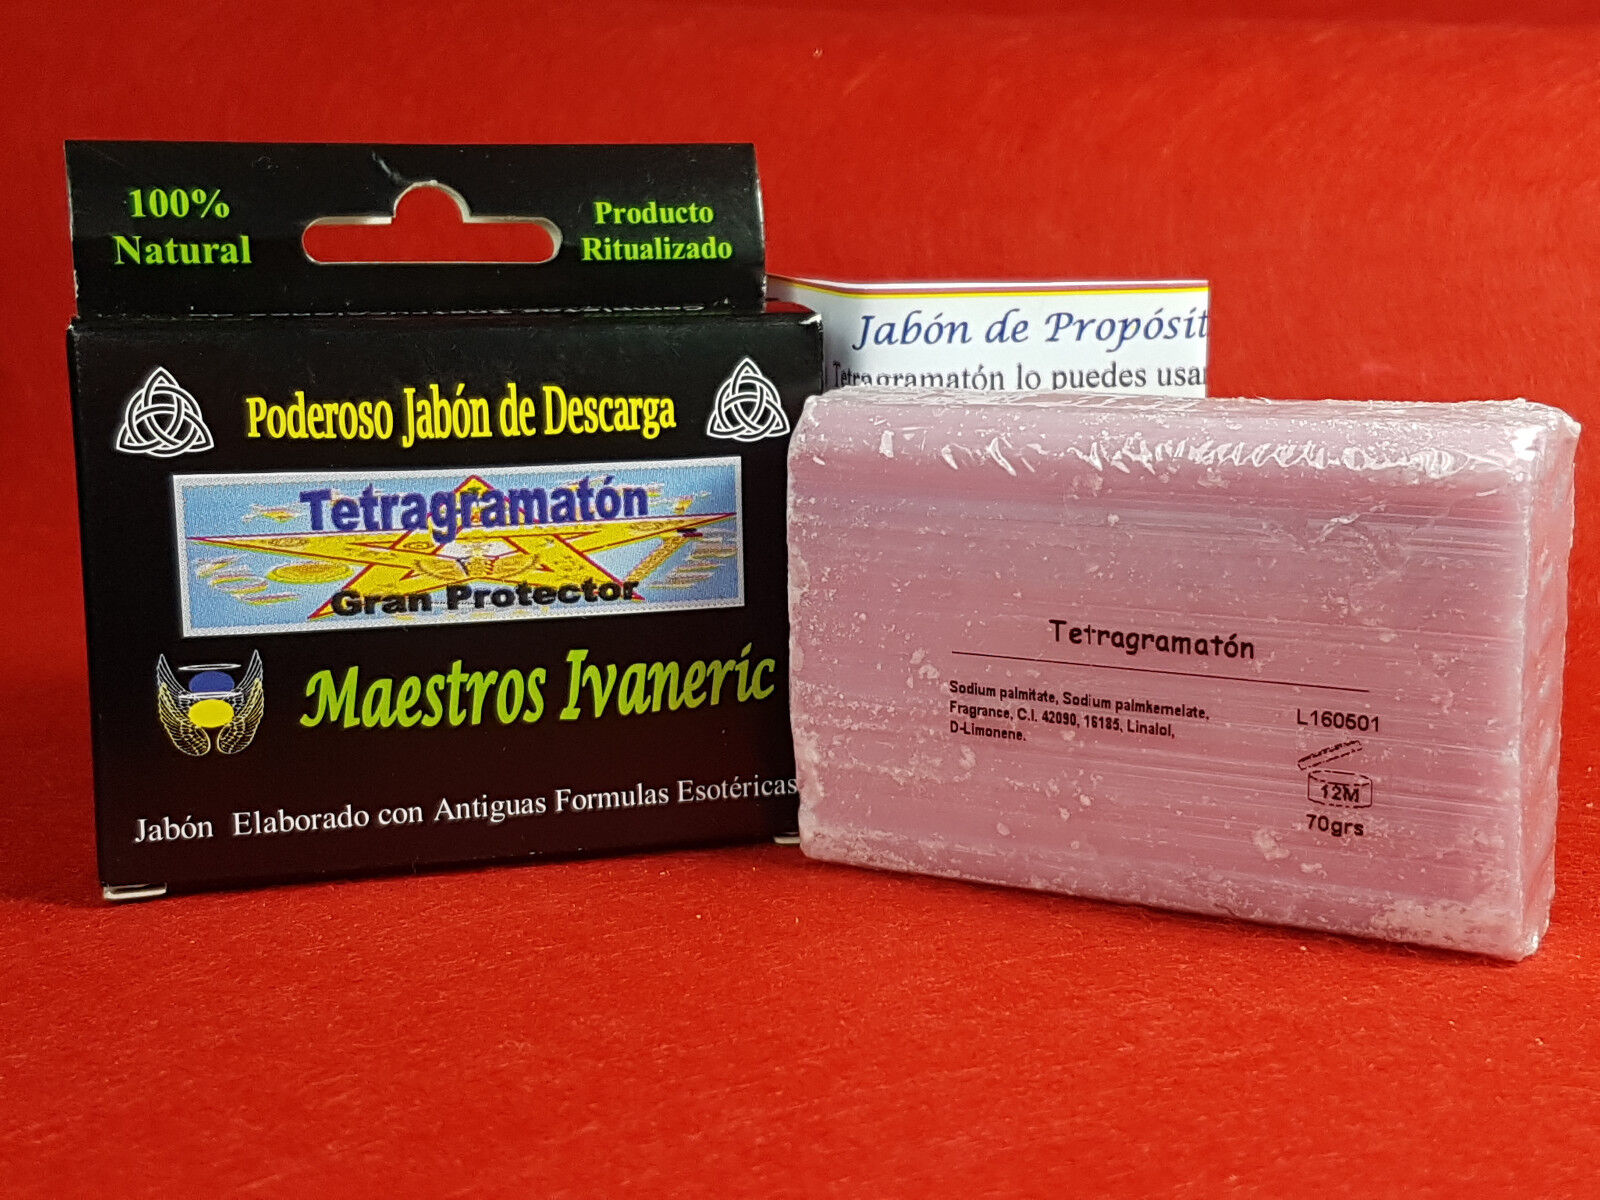 100%
Natural
Producto
Ritualizado
Poderoso Jabón de Descarga
Tetragramatón
Gran Protector
Maestros Ivaneric
Jabón Elaborado con Antiguas Formulas Esotéricas
Jabón de Propósit
Tetragramatón lo puedes usar
Tetragramatón
Sodium palmitate, Sodium palmkernelate,
Fragrance, C.I. 42090, 16185, Linalol,
D-Limonene.
L160501
12M
70grs